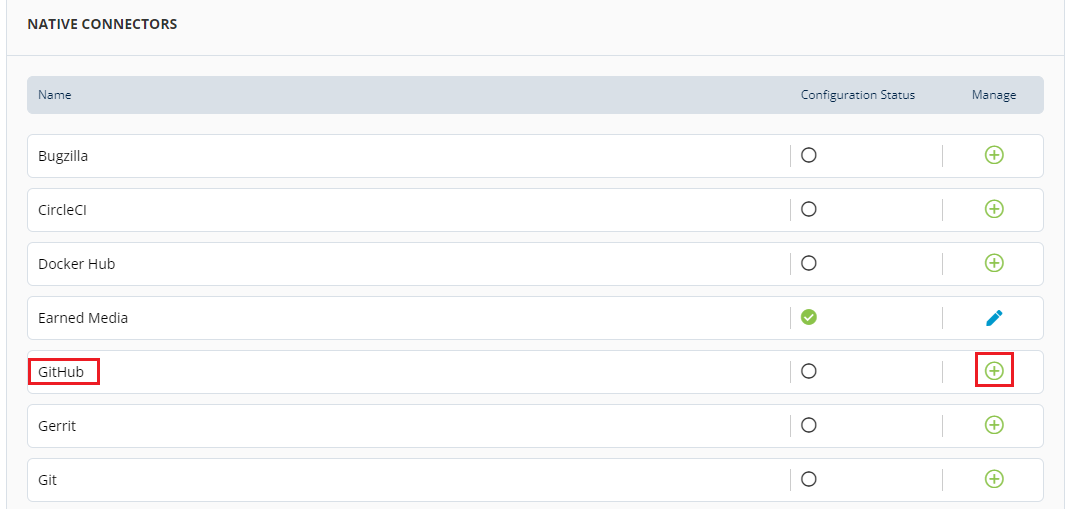 NATIVE CONNECTORS
Name Configuration Status Manage
Bugzilla
CircleCI
Docker Hub
Earned Media
GitHub
Gerrit
Git